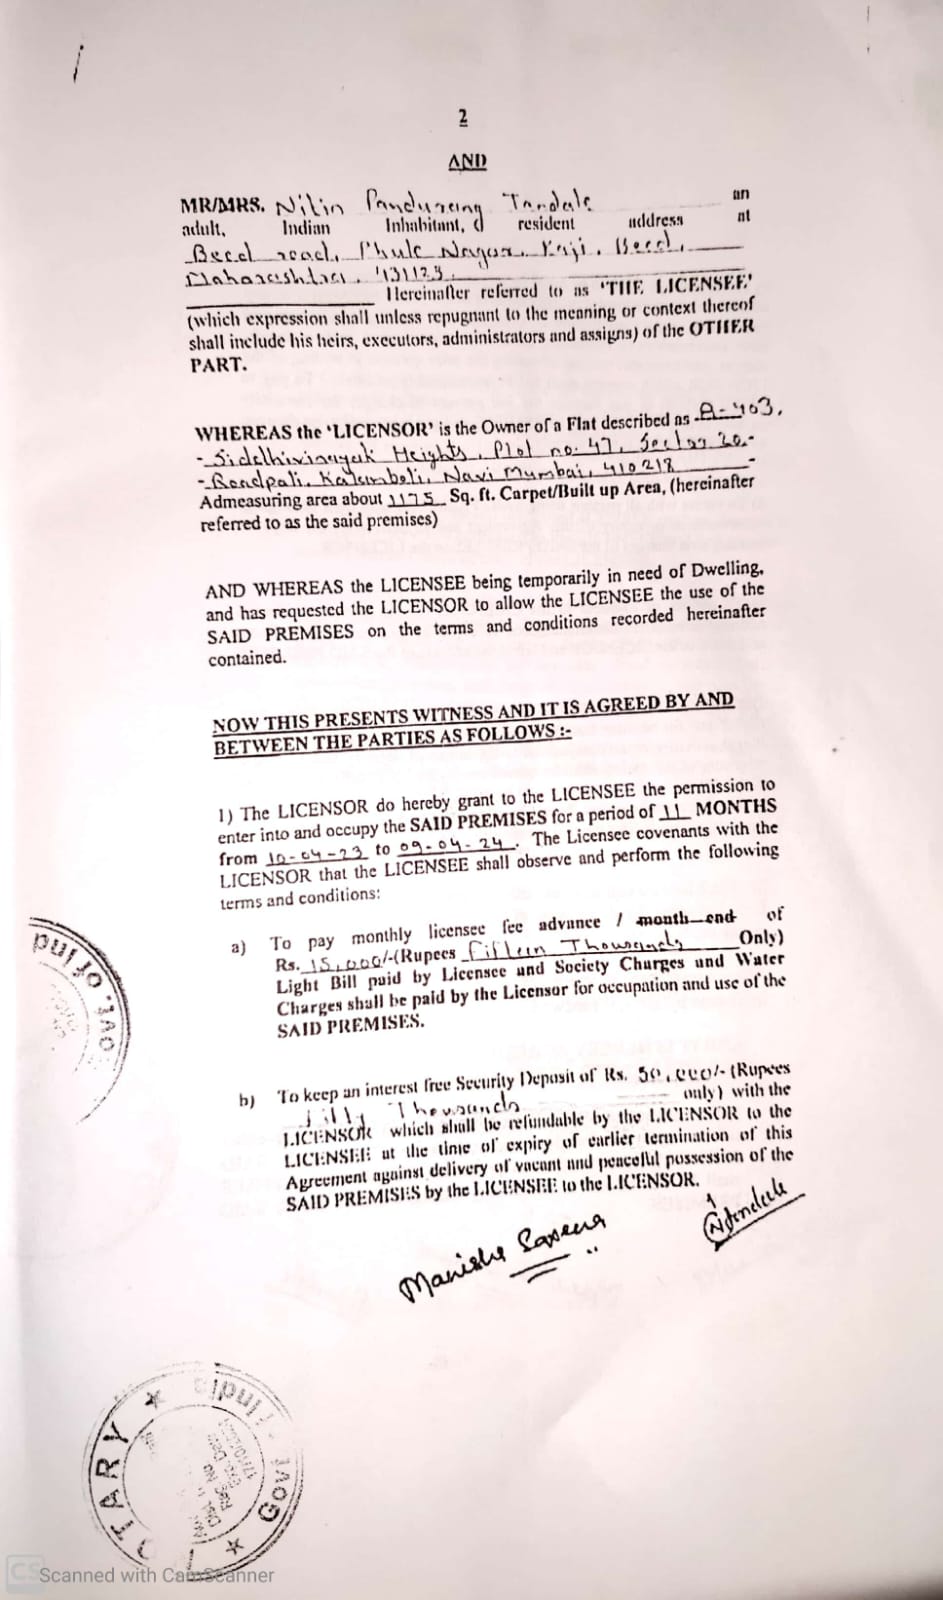 2
AND
MR/MRS. Nitin Pandurang Tandale an
adult, Indian Inhabitant, resident address at
Beed road, Phule Nagar, Kaij, Beed,
Maharashtra, 431123.
Hereinafter referred to as 'THE LICENSEE'
(which expression shall unless repugnant to the meaning or context thereof
shall include his heirs, executors, administrators and assigns) of the OTHER
PART.
WHEREAS the 'LICENSOR' is the Owner of a Flat described as A-403,
- Siddhivinayak Heights, Plot no. 47, Sector 20.-
- Roadpali, Kalamboli, Navi Mumbai, 410218 -
Admeasuring area about 1175 Sq. ft. Carpet/Built up Area, (hereinafter
referred to as the said premises)
AND WHEREAS the LICENSEE being temporarily in need of Dwelling,
and has requested the LICENSOR to allow the LICENSEE the use of the
SAID PREMISES on the terms and conditions recorded hereinafter
contained.
NOW THIS PRESENTS WITNESS AND IT IS AGREED BY AND
BETWEEN THE PARTIES AS FOLLOWS :-
1) The LICENSOR do hereby grant to the LICENSEE the permission to
enter into and occupy the SAID PREMISES for a period of 11 MONTHS
from 10-04-23 to 09-04-24. The Licensee covenants with the
LICENSOR that the LICENSEE shall observe and perform the following
terms and conditions:
a) To pay monthly licensee fee advance / month end of
Rs. 15,000/-(Rupees Fifteen Thousands Only)
Light Bill paid by Licensee and Society Charges and Water
Charges shall be paid by the Licensor for occupation and use of the
SAID PREMISES.
b) To keep an interest free Security Deposit of Rs. 50,000/- (Rupees
fifty Thousands only) with the
LICENSOR which shall be refundable by the LICENSOR to the
LICENSEE at the time of expiry of earlier termination of this
Agreement against delivery of vacant and peaceful possession of the
SAID PREMISES by the LICENSEE to the LICENSOR.
Manisha Saxena
NTandale
ovt. of Ind
NOTARY ★ India Govt ★
Reg. No
Exp. Date
CS Scanned with CamScanner